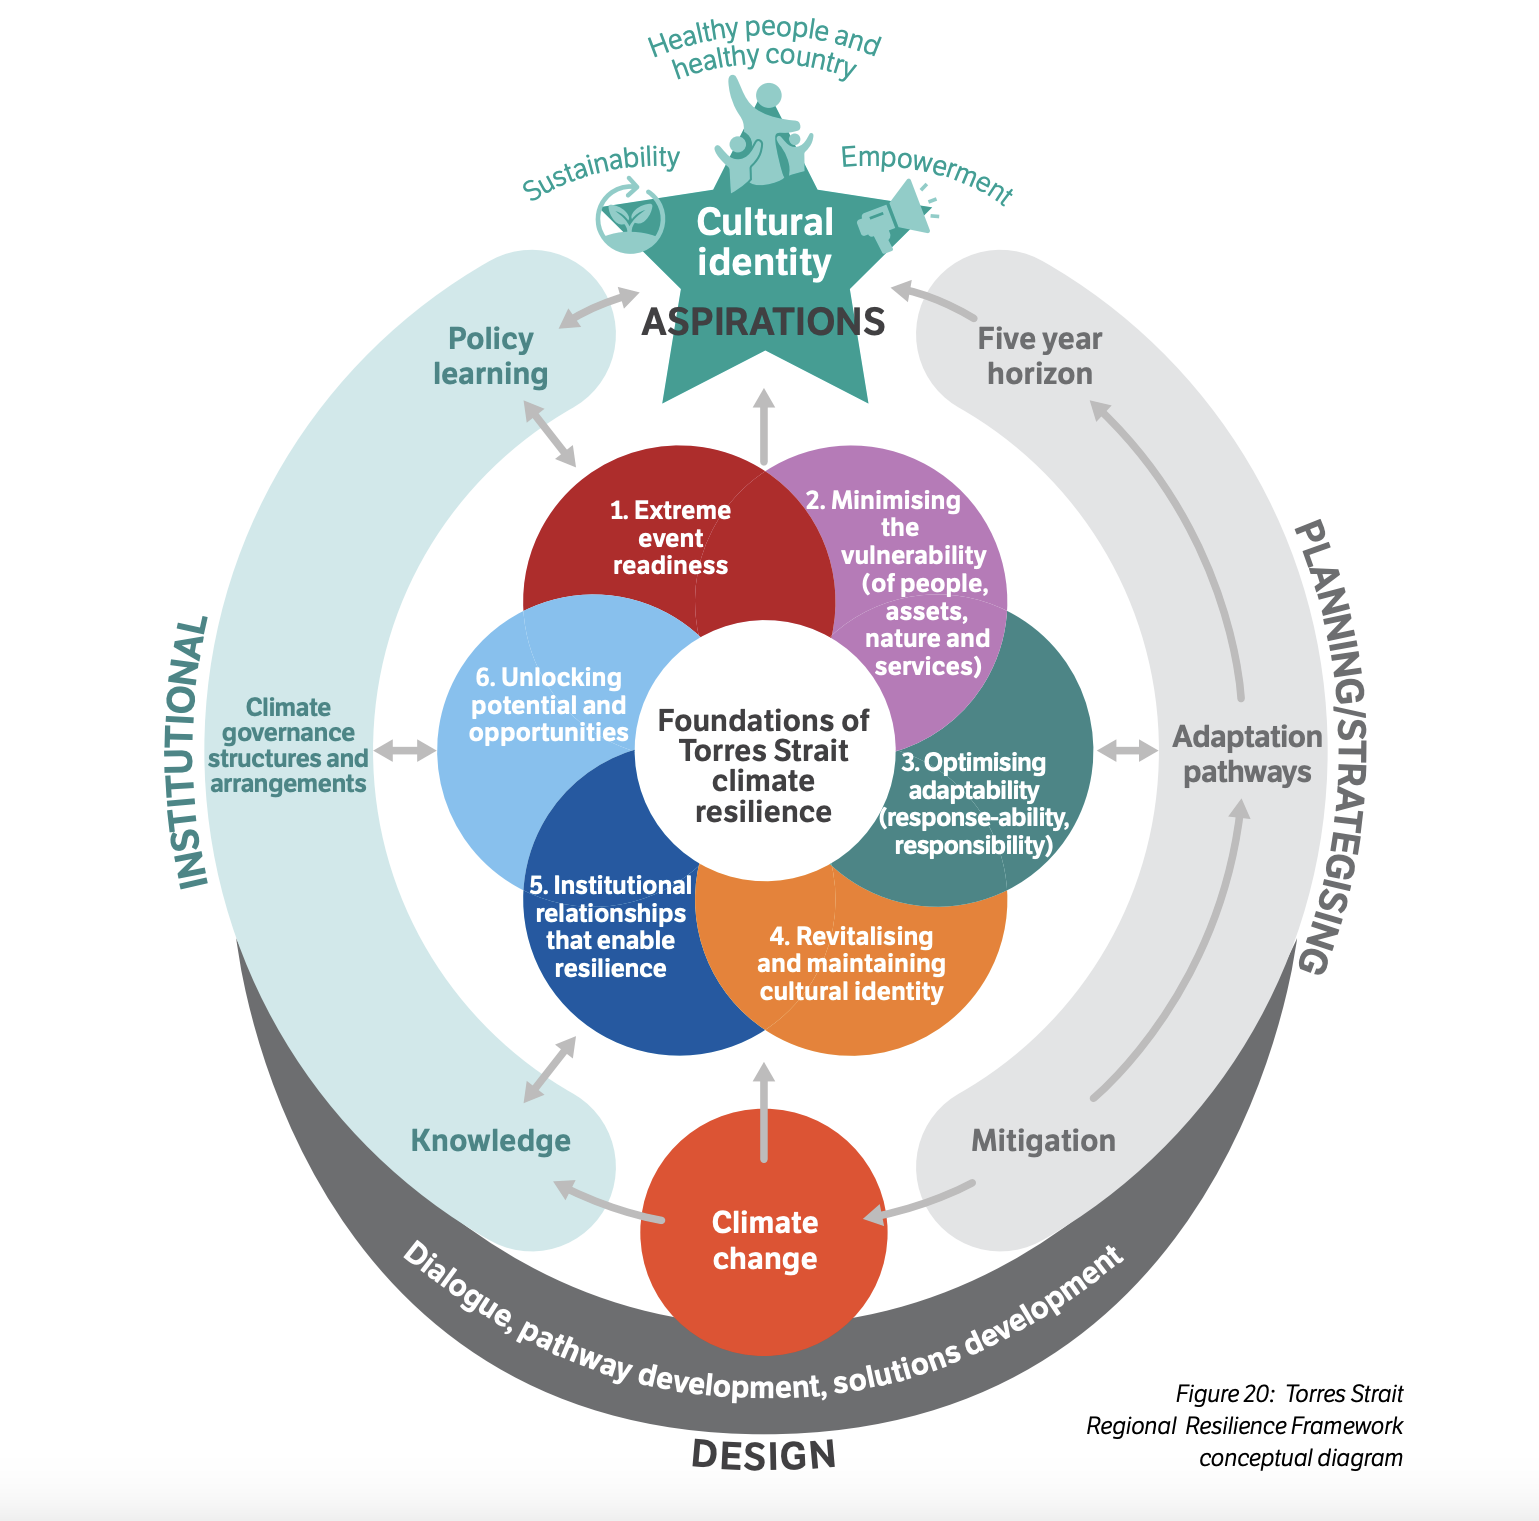 Healthy people and
healthy country
Sustainability
Empowerment
Cultural
identity
ASPIRATIONS
Policy
learning
Five year
horizon
1. Extreme
event
readiness
2. Minimising
the
vulnerability
(of people,
assets,
nature and
services)
INSTITUTIONAL
PLANNING/STRATEGISING
6. Unlocking
potential and
opportunities
Climate
governance
structures and
arrangements
Foundations of
Torres Strait
climate
resilience
Adaptation
pathways
3. Optimising
adaptability
(response-ability,
responsibility)
5. Institutional
relationships
that enable
resilience
4. Revitalising
and maintaining
cultural identity
Knowledge
Mitigation
Climate
change
Dialogue, pathway development, solutions development
DESIGN
Figure 20: Torres Strait
Regional Resilience Framework
conceptual diagram